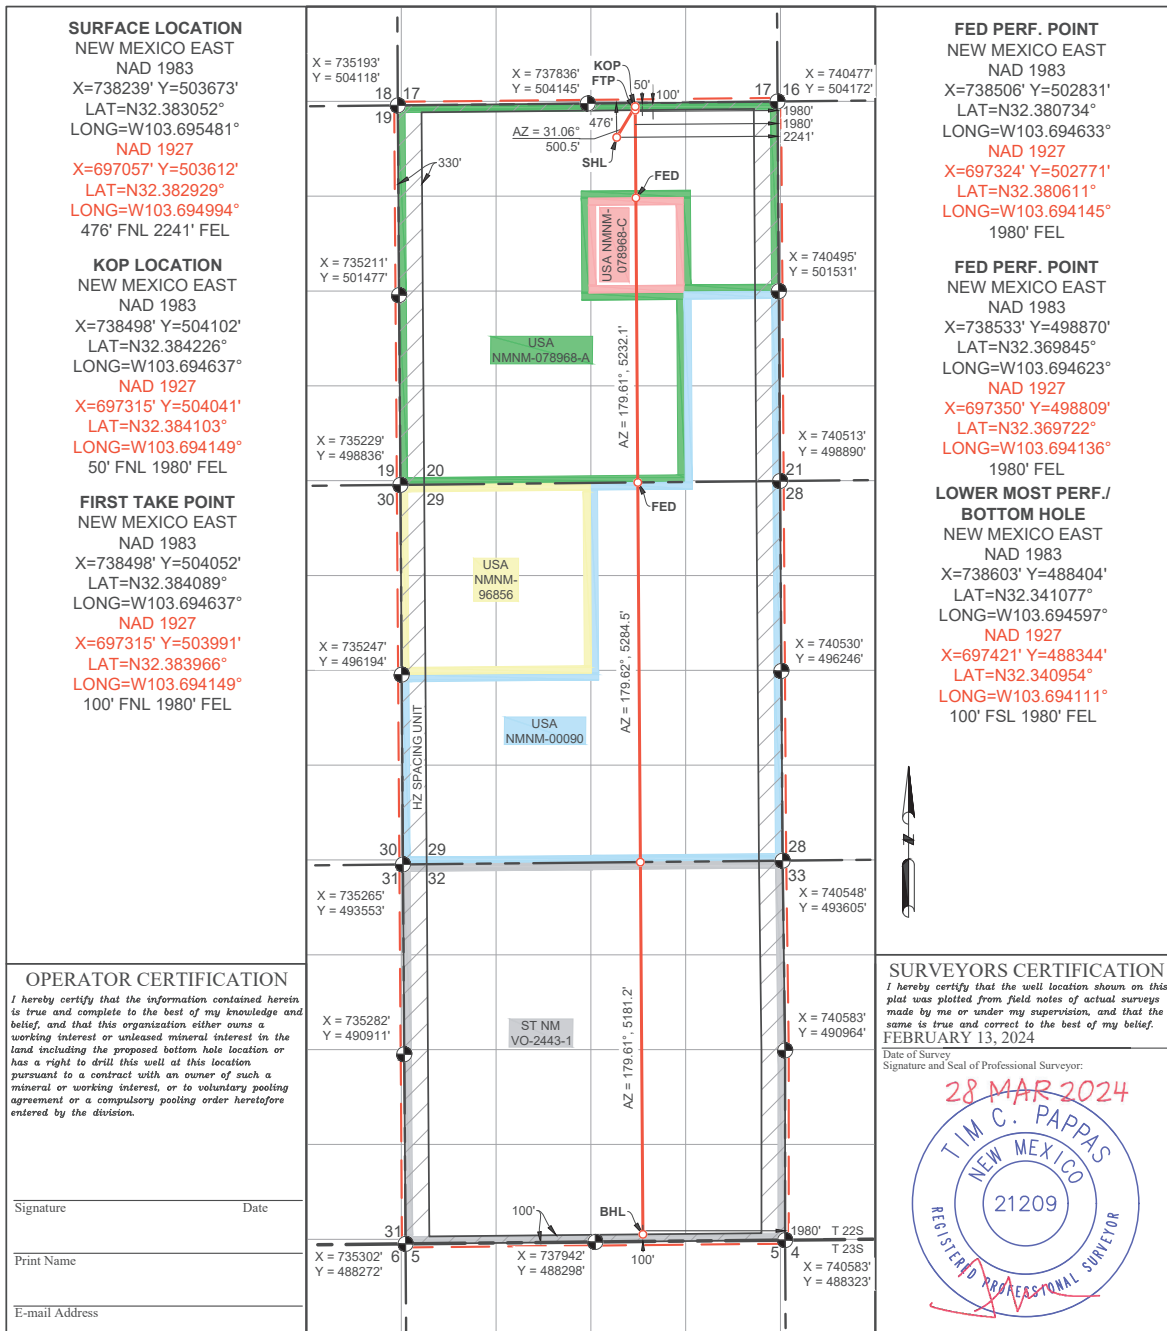 SURFACE LOCATION
NEW MEXICO EAST
NAD 1983
X=738239' Y=503673'
LAT=N32.383052°
LONG=W103.695481°
NAD 1927
X=697057' Y=503612'
LAT=N32.382929°
LONG=W103.694994°
476' FNL 2241' FEL
KOP LOCATION
NEW MEXICO EAST
NAD 1983
X=738498' Y=504102'
LAT=N32.384226°
LONG=W103.694637°
NAD 1927
X=697315' Y=504041'
LAT=N32.384103°
LONG=W103.694149°
50' FNL 1980' FEL
FIRST TAKE POINT
NEW MEXICO EAST
NAD 1983
X=738498' Y=504052'
LAT=N32.384089°
LONG=W103.694637°
NAD 1927
X=697315' Y=503991'
LAT=N32.383966°
LONG=W103.694149°
100' FNL 1980' FEL
OPERATOR CERTIFICATION
I hereby certify that the information contained herein
is true and complete to the best of my knowledge and
belief, and that this organization either owns a
working interest or unleased mineral interest in the
land including the proposed bottom hole location or
has a right to drill this well at this location
pursuant to a contract with an owner of such a
mineral or working interest, or to voluntary pooling
agreement or a compulsory pooling order heretofore
entered by the division.
Signature Date
Print Name
E-mail Address
X = 735193'
Y = 504118'
X = 737836'
Y = 504145'
KOP
FTP
50'
100'
X = 740477'
Y = 504172'
18 17
17 16
19
1980'
1980'
2241'
476'
AZ = 31.06°
500.5'
SHL
330'
FED
USA NMNM-
078968-C
X = 735211'
Y = 501477'
X = 740495'
Y = 501531'
USA
NMNM-078968-A
AZ = 179.61°, 5232.1'
X = 735229'
Y = 498836'
X = 740513'
Y = 498890'
19 20
21
30 29
28
FED
USA
NMNM-
96856
X = 735247'
Y = 496194'
X = 740530'
Y = 496246'
AZ = 179.62°, 5284.5'
USA
NMNM-00090
HZ SPACING UNIT
30 29
28
31 32
33
X = 735265'
Y = 493553'
X = 740548'
Y = 493605'
X = 735282'
Y = 490911'
X = 740583'
Y = 490964'
ST NM
VO-2443-1
AZ = 179.61°, 5181.2'
100'
BHL
1980'
T 22S
31
6 5
5 4
T 23S
100'
X = 735302'
Y = 488272'
X = 737942'
Y = 488298'
X = 740583'
Y = 488323'
FED PERF. POINT
NEW MEXICO EAST
NAD 1983
X=738506' Y=502831'
LAT=N32.380734°
LONG=W103.694633°
NAD 1927
X=697324' Y=502771'
LAT=N32.380611°
LONG=W103.694145°
1980' FEL
FED PERF. POINT
NEW MEXICO EAST
NAD 1983
X=738533' Y=498870'
LAT=N32.369845°
LONG=W103.694623°
NAD 1927
X=697350' Y=498809'
LAT=N32.369722°
LONG=W103.694136°
1980' FEL
LOWER MOST PERF./
BOTTOM HOLE
NEW MEXICO EAST
NAD 1983
X=738603' Y=488404'
LAT=N32.341077°
LONG=W103.694597°
NAD 1927
X=697421' Y=488344'
LAT=N32.340954°
LONG=W103.694111°
100' FSL 1980' FEL
N
SURVEYORS CERTIFICATION
I hereby certify that the well location shown on this
plat was plotted from field notes of actual surveys
made by me or under my supervision, and that the
same is true and correct to the best of my belief.
FEBRUARY 13, 2024
Date of Survey
Signature and Seal of Professional Surveyor:
28 MAR 2024
TIM C. PAPPAS
NEW MEXICO
21209
REGISTERED PROFESSIONAL SURVEYOR